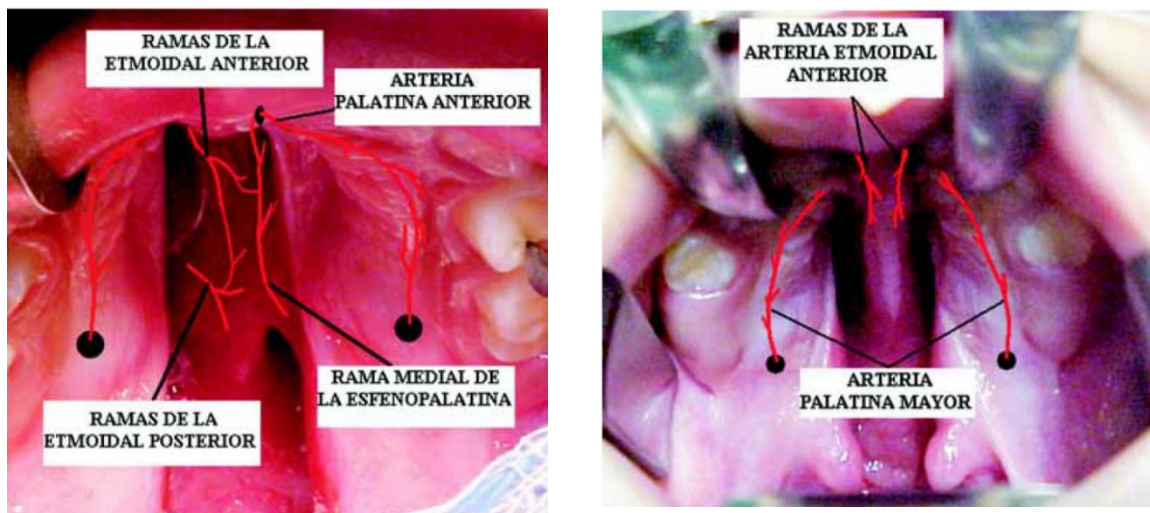 RAMAS DE LA
ETMOIDAL ANTERIOR
ARTERIA
PALATINA ANTERIOR
RAMAS DE LA
ETMOIDAL POSTERIOR
RAMA MEDIAL DE
LA ESFENOPALATINA
RAMAS DE LA
ARTERIA ETMOIDAL
ANTERIOR
ARTERIA
PALATINA MAYOR